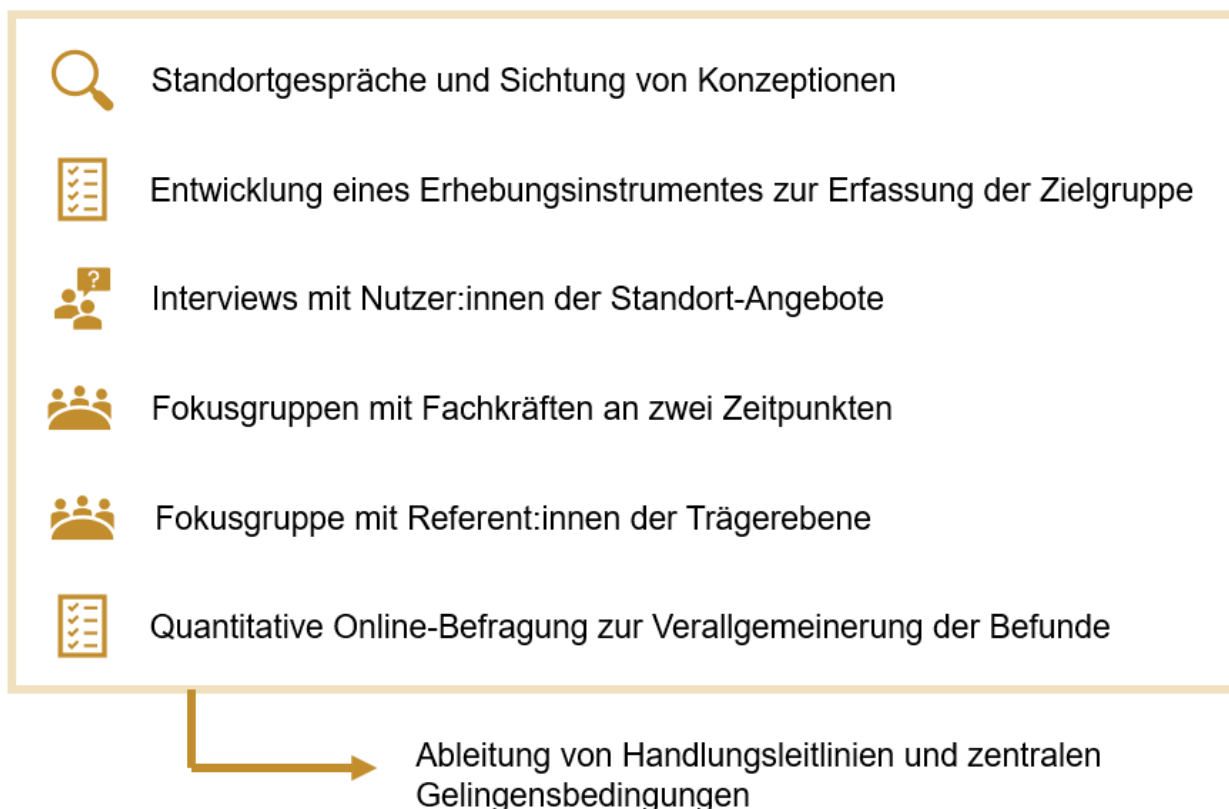 Standortgespräche und Sichtung von Konzeptionen
Entwicklung eines Erhebungsinstrumentes zur Erfassung der Zielgruppe
?
Interviews mit Nutzer:innen der Standort-Angebote
Fokusgruppen mit Fachkräften an zwei Zeitpunkten
Fokusgruppe mit Referent:innen der Trägerebene
Quantitative Online-Befragung zur Verallgemeinerung der Befunde
Ableitung von Handlungsleitlinien und zentralen
Gelingensbedingungen